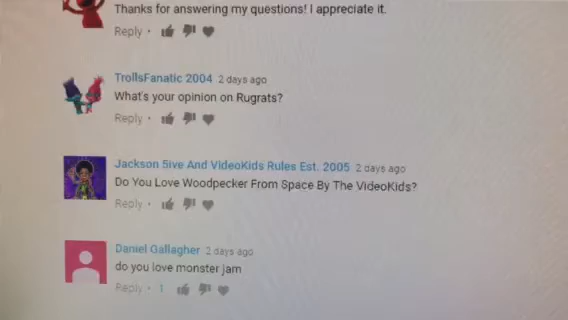 Thanks for answering my questions! I appreciate it.
Reply •
TrollsFanatic 2004 2 days ago
What's your opinion on Rugrats?
Reply •
Jackson 5ive And VideoKids Rules Est. 2005 2 days ago
Do You Love Woodpecker From Space By The VideoKids?
Reply •
Daniel Gallagher 2 days ago
do you love monster jam
Reply • 1